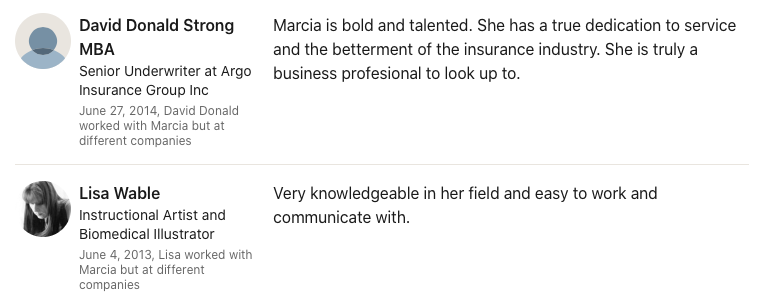 David Donald Strong
MBA
Senior Underwriter at Argo
Insurance Group Inc
June 27, 2014, David Donald
worked with Marcia but at
different companies
Marcia is bold and talented. She has a true dedication to service
and the betterment of the insurance industry. She is truly a
business profesional to look up to.
Lisa Wable
Instructional Artist and
Biomedical Illustrator
June 4, 2013, Lisa worked with
Marcia but at different
companies
Very knowledgeable in her field and easy to work and
communicate with.